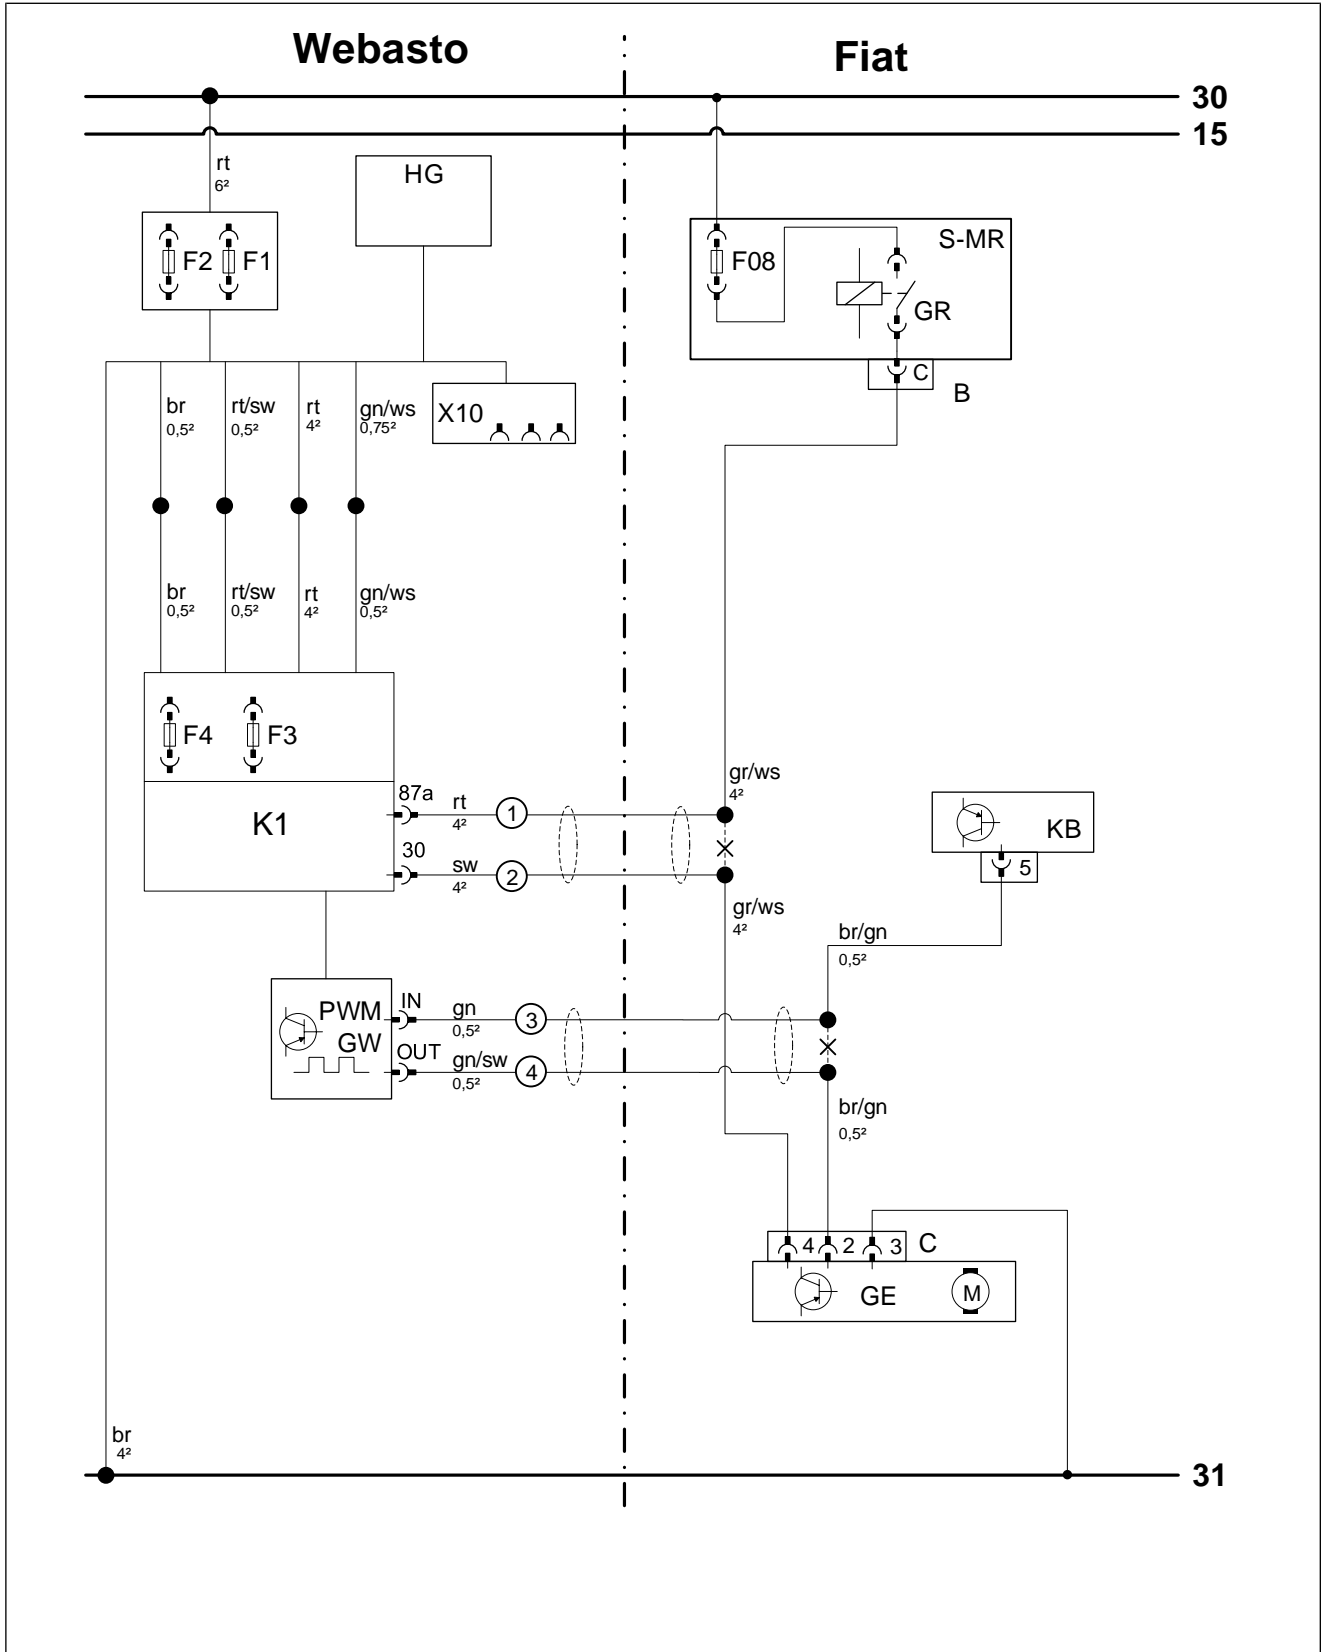 Webasto
Fiat
30
15
rt
6²
HG
F2
F1
S-MR
F08
GR
C
B
X10
br
0,5²
rt/sw
0,5²
rt
4²
gn/ws
0,75²
br
0,5²
rt/sw
0,5²
rt
4²
gn/ws
0,5²
F4
F3
K1
87a
rt
4²
1
30
sw
4²
2
gr/ws
4²
gr/ws
4²
KB
5
br/gn
0,5²
PWM
GW
IN
gn
0,5²
3
OUT
gn/sw
0,5²
4
br/gn
0,5²
4
2
3
C
GE
M
br
4²
31